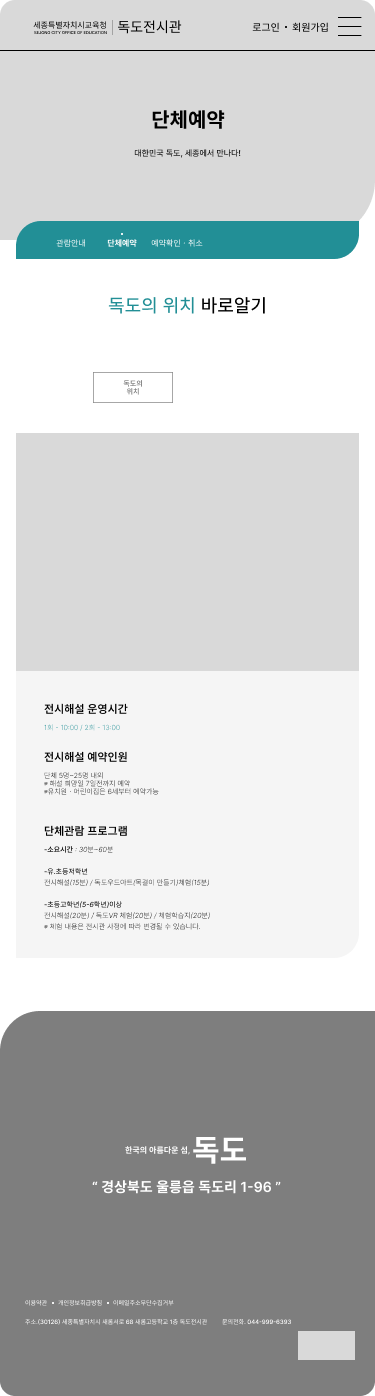 세종특별자치시교육청 독도전시관
SEJONG CITY OFFICE OF EDUCATION
로그인 • 회원가입
단체예약
대한민국 독도, 세종에서 만나다!
관람안내 단체예약 예약확인 · 취소
독도의 위치 바로알기
독도의
위치
전시해설 운영시간
1회 - 10:00 / 2회 - 13:00
전시해설 예약인원
단체 5명~25명 내외
※ 해설 희망일 7일전까지 예약
※유치원 · 어린이집은 6세부터 예약가능
단체관람 프로그램
-소요시간 : 30분~60분
-유.초등저학년
전시해설(15분) / 독도우드아트/목걸이 만들기/체험(15분)
-초등고학년(5-6학년)이상
전시해설(20분) / 독도VR 체험(20분) / 체험학습지(20분)
※ 체험 내용은 전시관 사정에 따라 변경될 수 있습니다.
한국의 아름다운 섬, 독도
“ 경상북도 울릉읍 독도리 1-96 ”
이용약관 • 개인정보취급방침 • 이메일주소무단수집거부
주소.(30126) 세종특별자치시 새롬서로 68 새롬고등학교 1층 독도전시관 문의전화. 044-999-6393